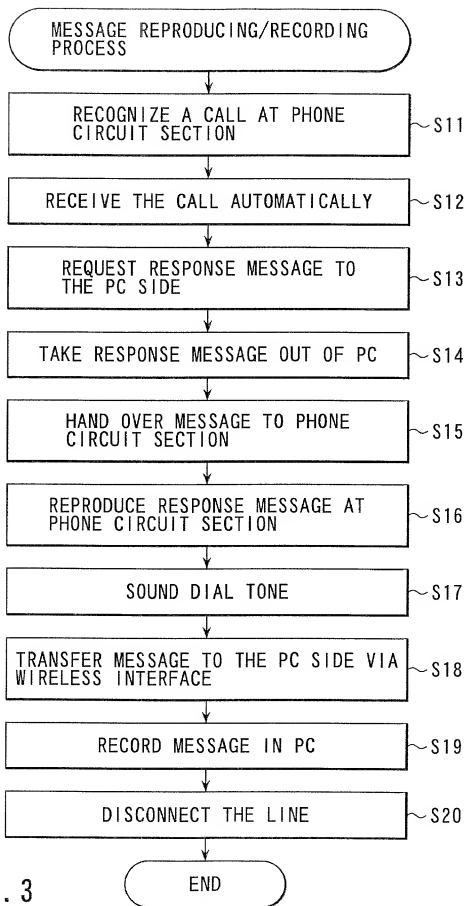 MESSAGE REPRODUCING/RECORDING
PROCESS
RECOGNIZE A CALL AT PHONE
CIRCUIT SECTION
S11
RECEIVE THE CALL AUTOMATICALLY
S12
REQUEST RESPONSE MESSAGE TO
THE PC SIDE
S13
TAKE RESPONSE MESSAGE OUT OF PC
S14
HAND OVER MESSAGE TO PHONE
CIRCUIT SECTION
S15
REPRODUCE RESPONSE MESSAGE AT
PHONE CIRCUIT SECTION
S16
SOUND DIAL TONE
S17
TRANSFER MESSAGE TO THE PC SIDE VIA
WIRELESS INTERFACE
S18
RECORD MESSAGE IN PC
S19
DISCONNECT THE LINE
S20
END
. 3